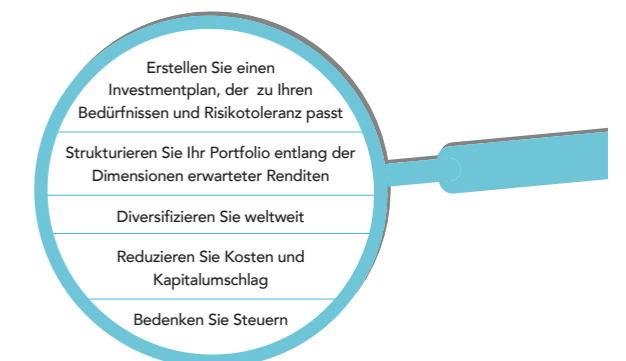 Erstellen Sie einen
Investmentplan, der zu Ihren
Bedürfnissen und Risikotoleranz passt
Strukturieren Sie Ihr Portfolio entlang der
Dimensionen erwarteter Renditen
Diversifizieren Sie weltweit
Reduzieren Sie Kosten und
Kapitalumschlag
Bedenken Sie Steuern